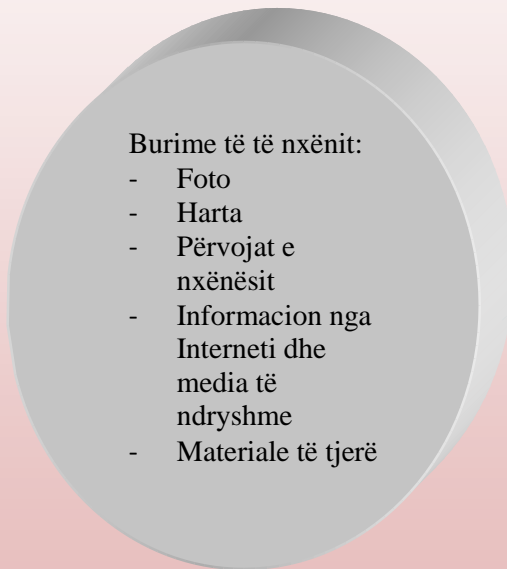 Burime të të nxënit:
- Foto
- Harta
- Përvojat e
nxënësit
- Informacion nga
Interneti dhe
media të
ndryshme
- Materiale të tjerë